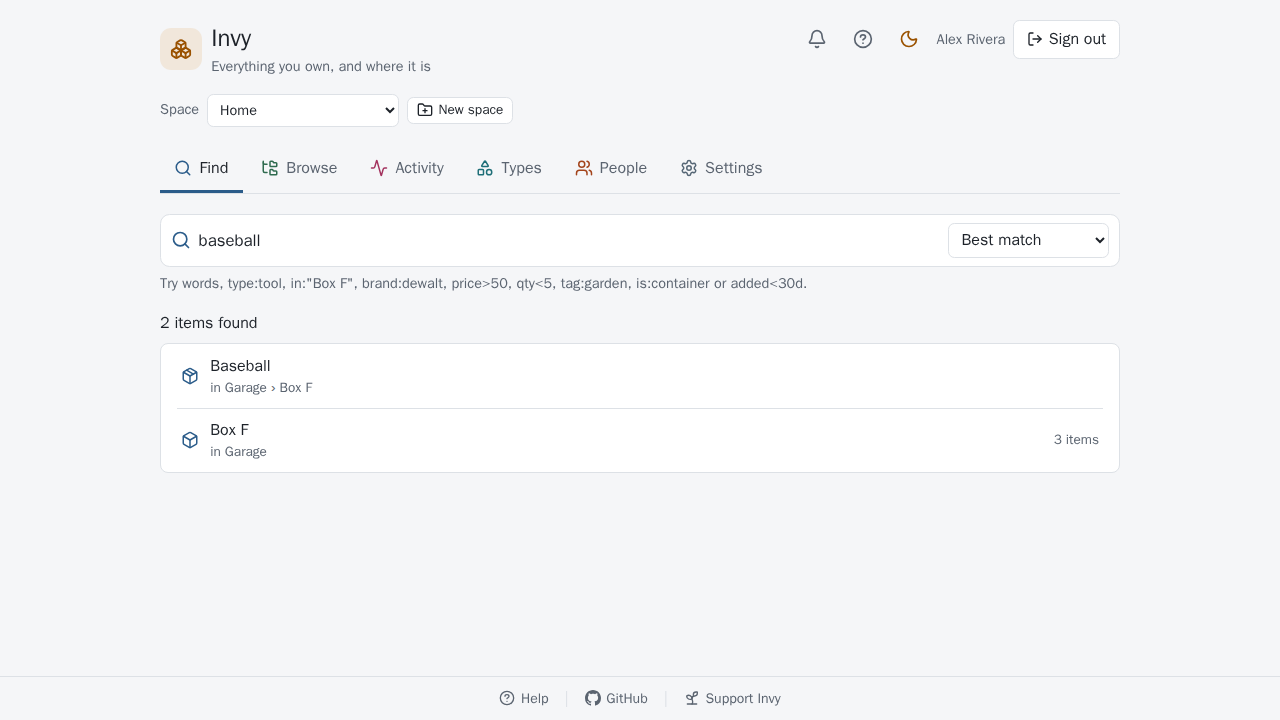 Invy
Everything you own, and where it is
Alex Rivera
Sign out
Space
Home
New space
Find
Browse
Activity
Types
People
Settings
baseball
Best match
Try words, type:tool, in:"Box F", brand:dewalt, price>50, qty<5, tag:garden, is:container or added<30d.
2 items found
Baseball
in Garage › Box F
Box F
in Garage
3 items
Help
GitHub
Support Invy